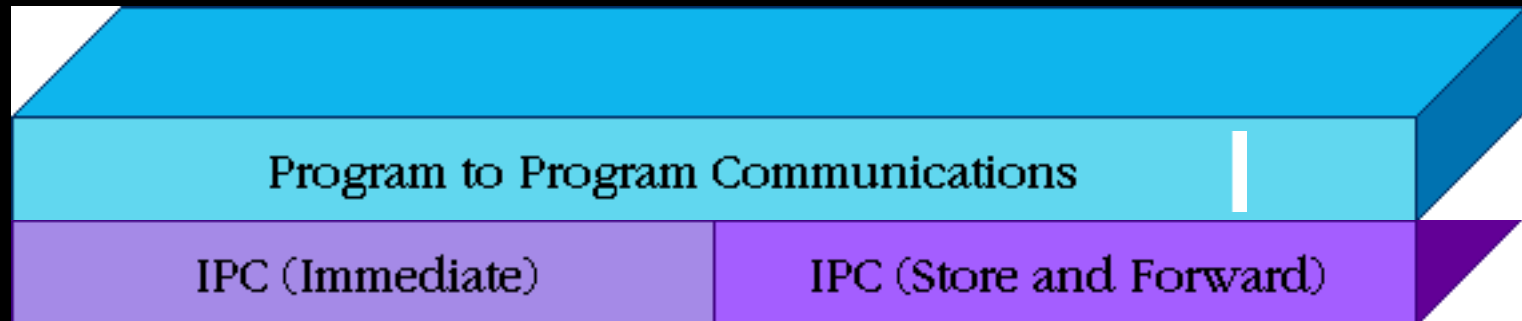 Program to Program Communications
IPC (Immediate)
IPC (Store and Forward)